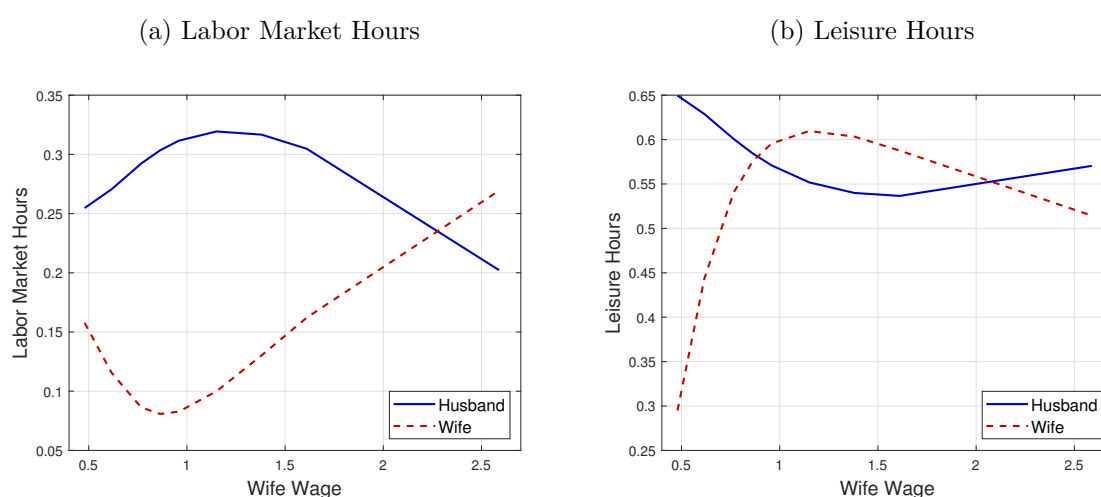 (a) Labor Market Hours
0.35
0.3
0.25
0.2
0.15
0.1
0.05
Labor Market Hours
0.5
1
1.5
2
2.5
Wife Wage
Husband
Wife
(b) Leisure Hours
0.65
0.6
0.55
0.5
0.45
0.4
0.35
0.3
0.25
Leisure Hours
0.5
1
1.5
2
2.5
Wife Wage
Husband
Wife